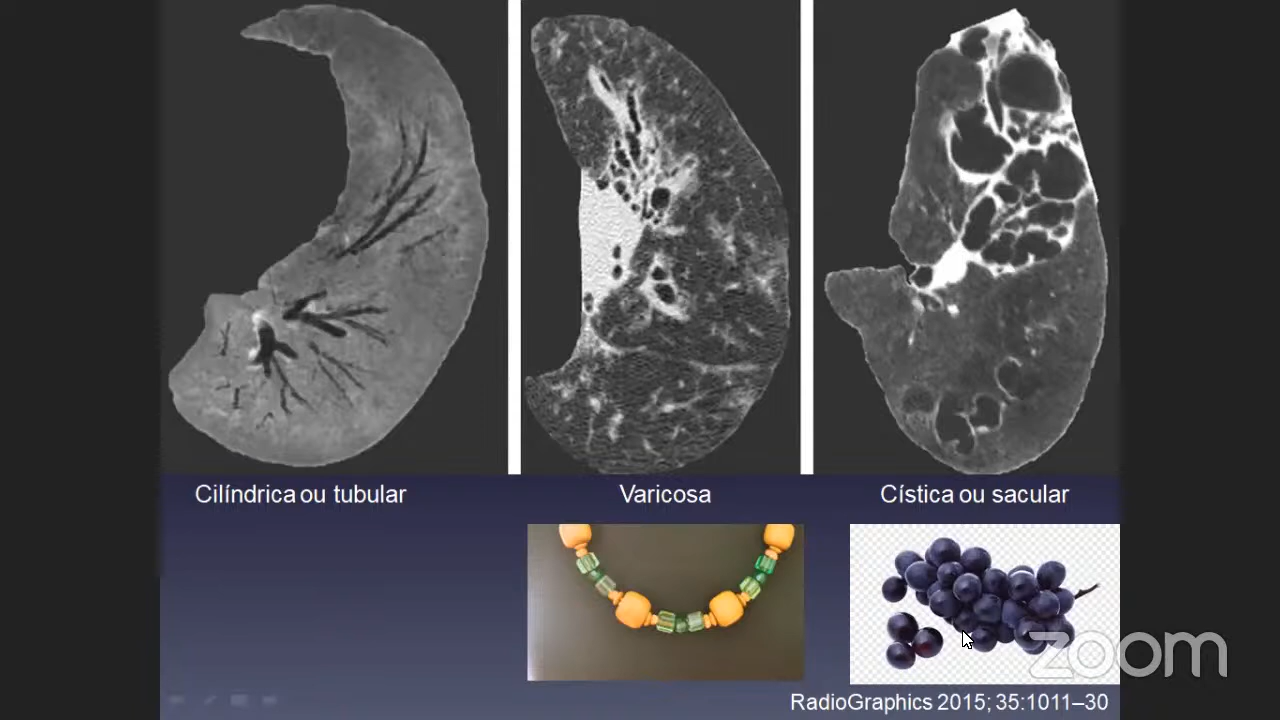 Cilíndrica ou tubular
Varicosa
Cística ou sacular
zoom
RadioGraphics 2015; 35:1011–30